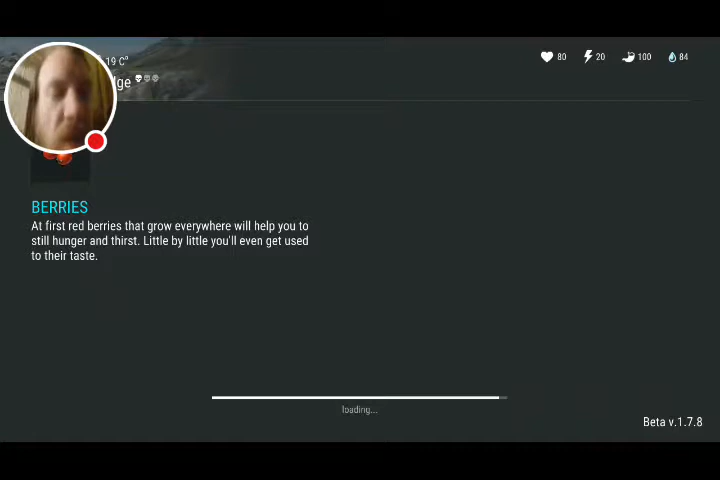 19 C°
80 20 100 84
BERRIES
At first red berries that grow everywhere will help you to
still hunger and thirst. Little by little you'll even get used
to their taste.
loading...
Beta v.1.7.8